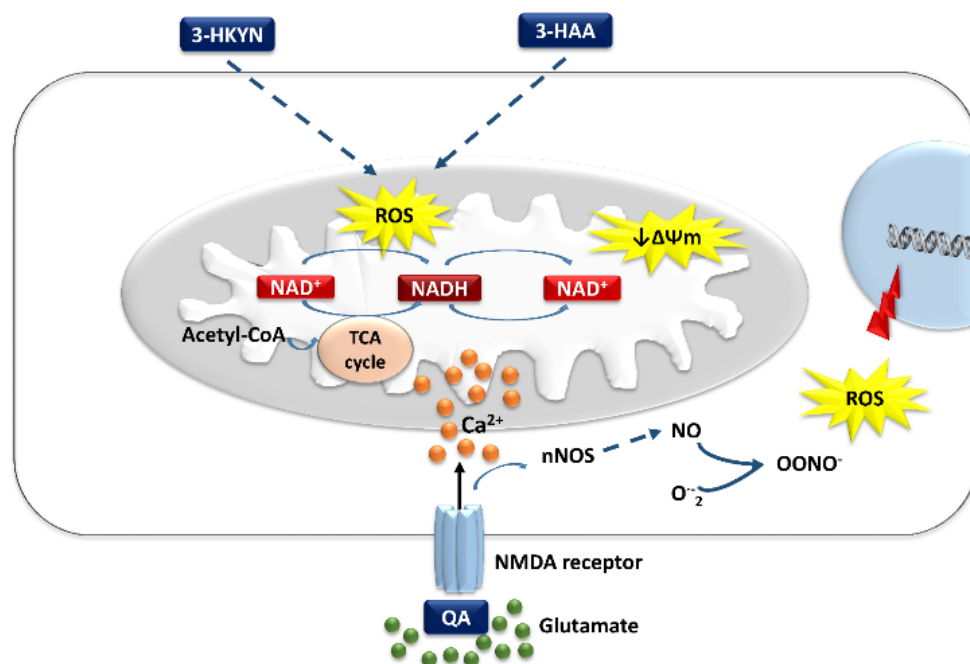 3-HKYN
3-HAA
ROS
↓ΔΨm
NAD⁺
NADH
NAD⁺
Acetyl-CoA
TCA
cycle
ROS
Ca²⁺
nNOS
NO
OONO⁻
O⁻₂
NMDA receptor
QA
Glutamate